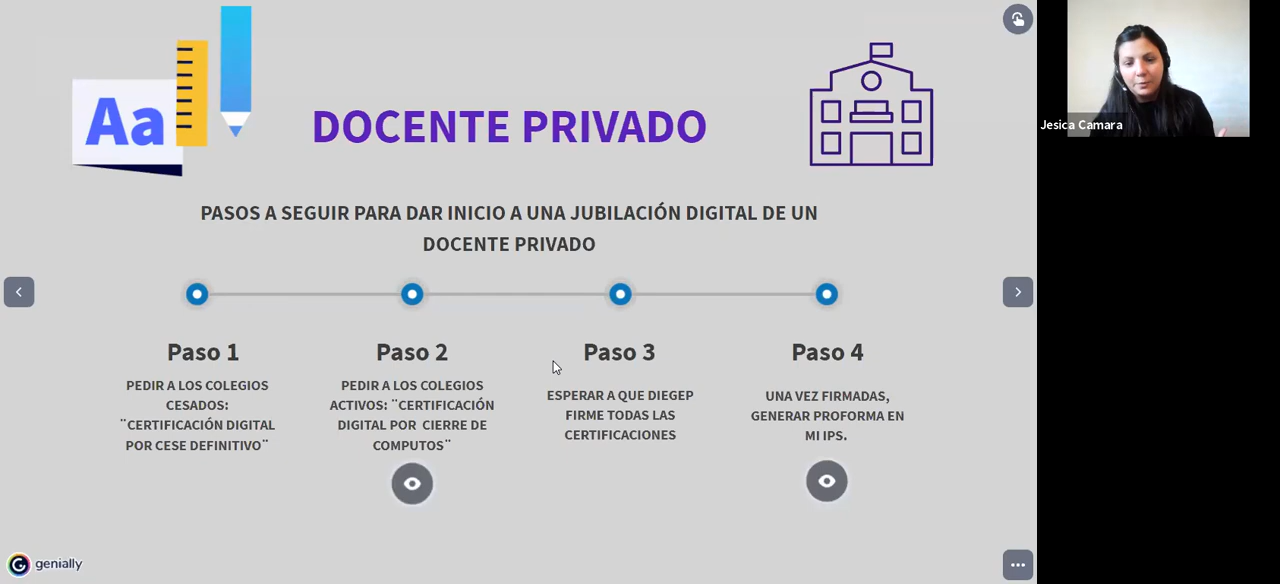 Aa
DOCENTE PRIVADO
PASOS A SEGUIR PARA DAR INICIO A UNA JUBILACIÓN DIGITAL DE UN
DOCENTE PRIVADO
Paso 1
PEDIR A LOS COLEGIOS
CESADOS:
¨CERTIFICACIÓN DIGITAL
POR CESE DEFINITIVO¨
Paso 2
PEDIR A LOS COLEGIOS
ACTIVOS: ¨CERTIFICACIÓN
DIGITAL POR CIERRE DE
COMPUTOS¨
Paso 3
ESPERAR A QUE DIEGEP
FIRME TODAS LAS
CERTIFICACIONES
Paso 4
UNA VEZ FIRMADAS,
GENERAR PROFORMA EN
MI IPS.
genially
Jesica Camara